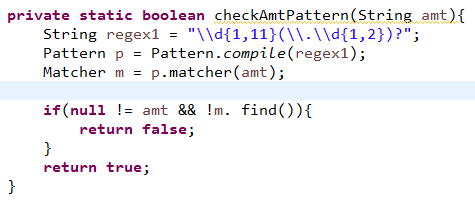 private static boolean checkAmtPattern(String amt){
String regex1 = "\\d{1,11}(\\.\\d{1,2})?";
Pattern p = Pattern.compile(regex1);
Matcher m = p.matcher(amt);
if(null != amt && !m. find()){
return false;
}
return true;
}